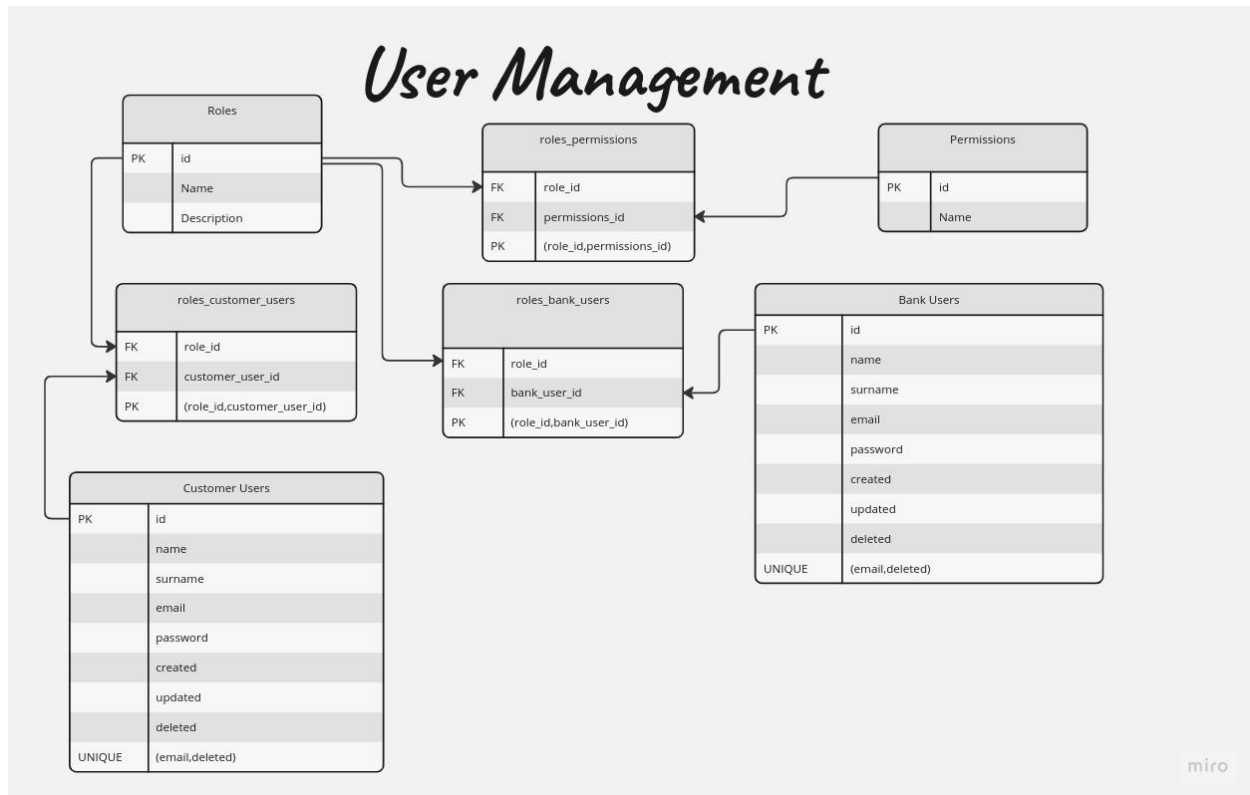 User Management
Roles
PK id
Name
Description
roles_permissions
FK role_id
FK permissions_id
PK (role_id,permissions_id)
Permissions
PK id
Name
roles_customer_users
FK role_id
FK customer_user_id
PK (role_id,customer_user_id)
roles_bank_users
FK role_id
FK bank_user_id
PK (role_id,bank_user_id)
Bank Users
PK id
name
surname
email
password
created
updated
deleted
UNIQUE (email,deleted)
Customer Users
PK id
name
surname
email
password
created
updated
deleted
UNIQUE (email,deleted)
miro